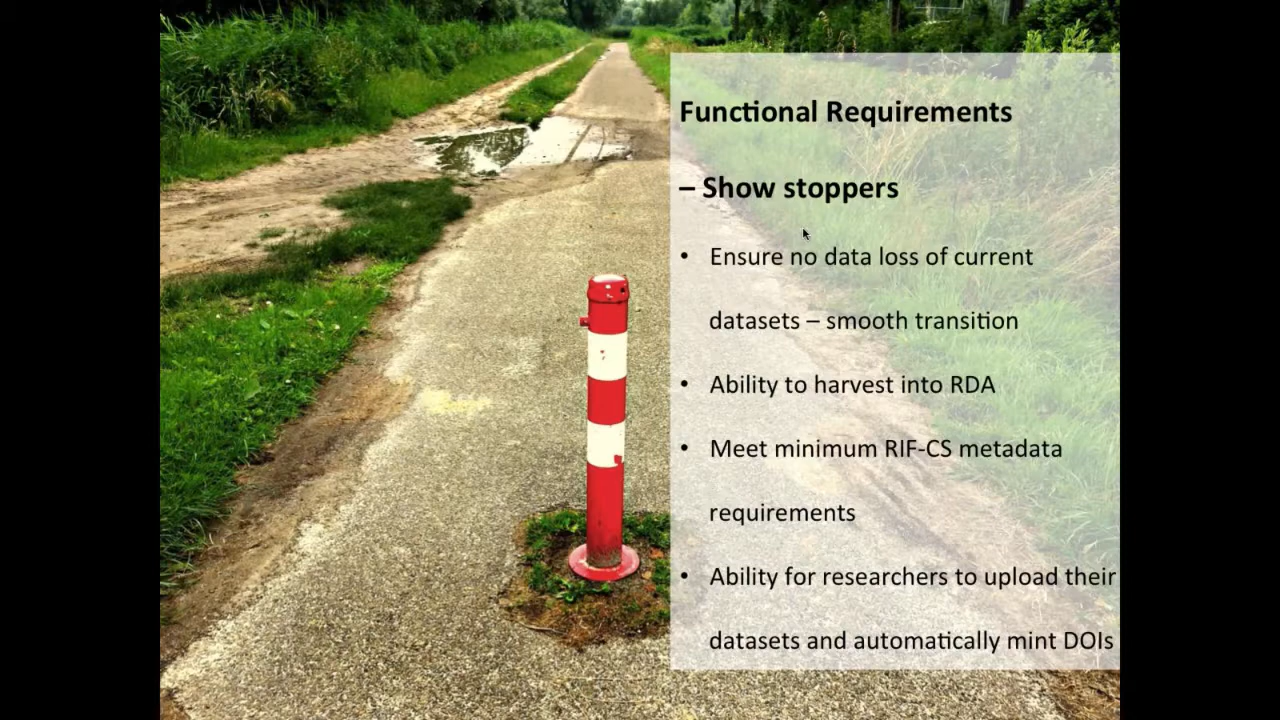 Functional Requirements
– Show stoppers
• Ensure no data loss of current
datasets – smooth transition
• Ability to harvest into RDA
• Meet minimum RIF-CS metadata
requirements
• Ability for researchers to upload their
datasets and automatically mint DOIs